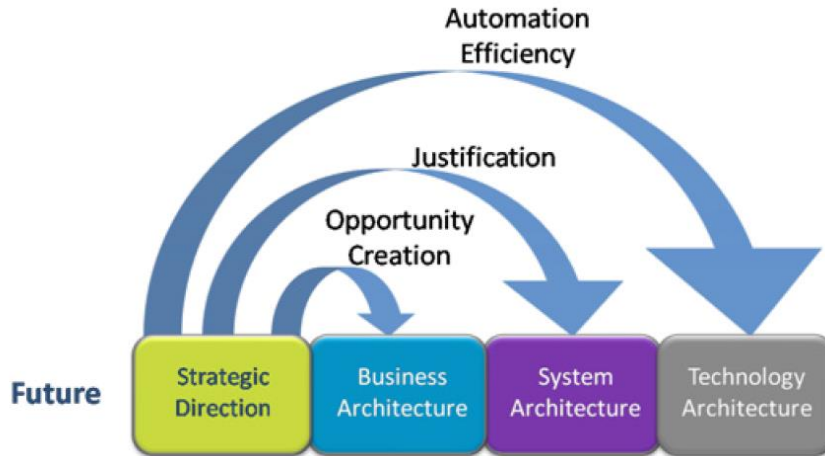 Automation
Efficiency
Justification
Opportunity
Creation
Future
Strategic
Direction
Business
Architecture
System
Architecture
Technology
Architecture